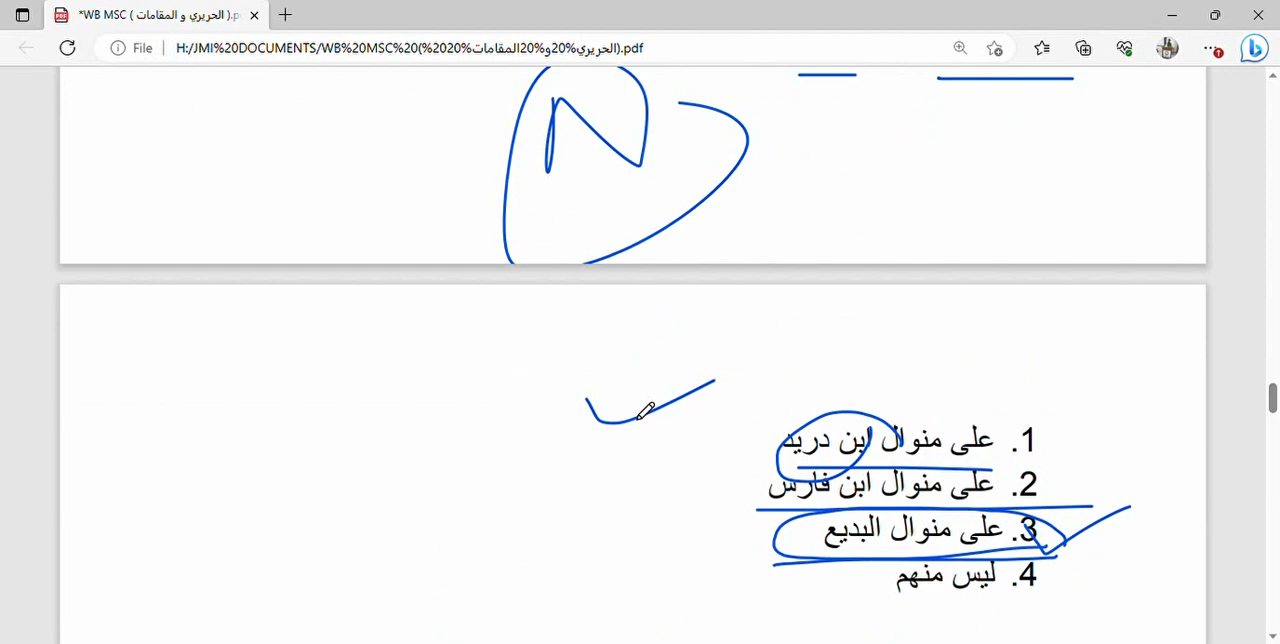 *WB MSC ( الحريري و المقامات ).p
File H:/JMI%20DOCUMENTS/WB%20MSC%20(%2020%الحريري%20و%20المقامات).pdf
N
1. على منوال ابن دريد
2. على منوال ابن فارس
3. على منوال البديع
4. ليس منهم